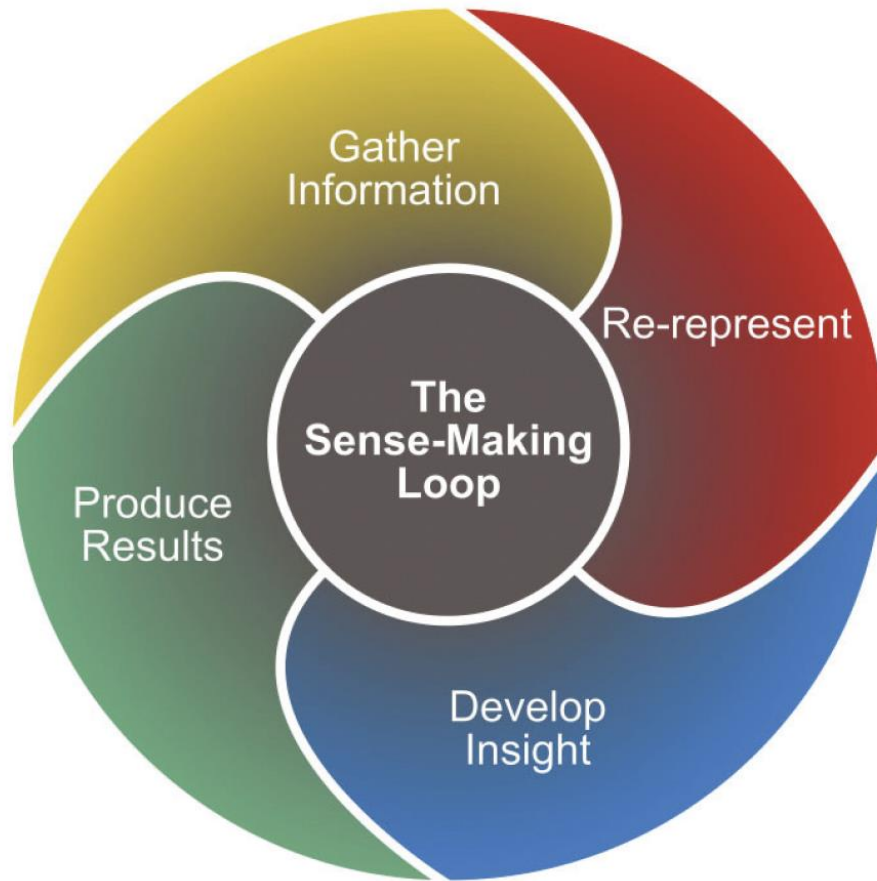 Gather
Information
Re-represent
The
Sense-Making
Loop
Produce
Results
Develop
Insight